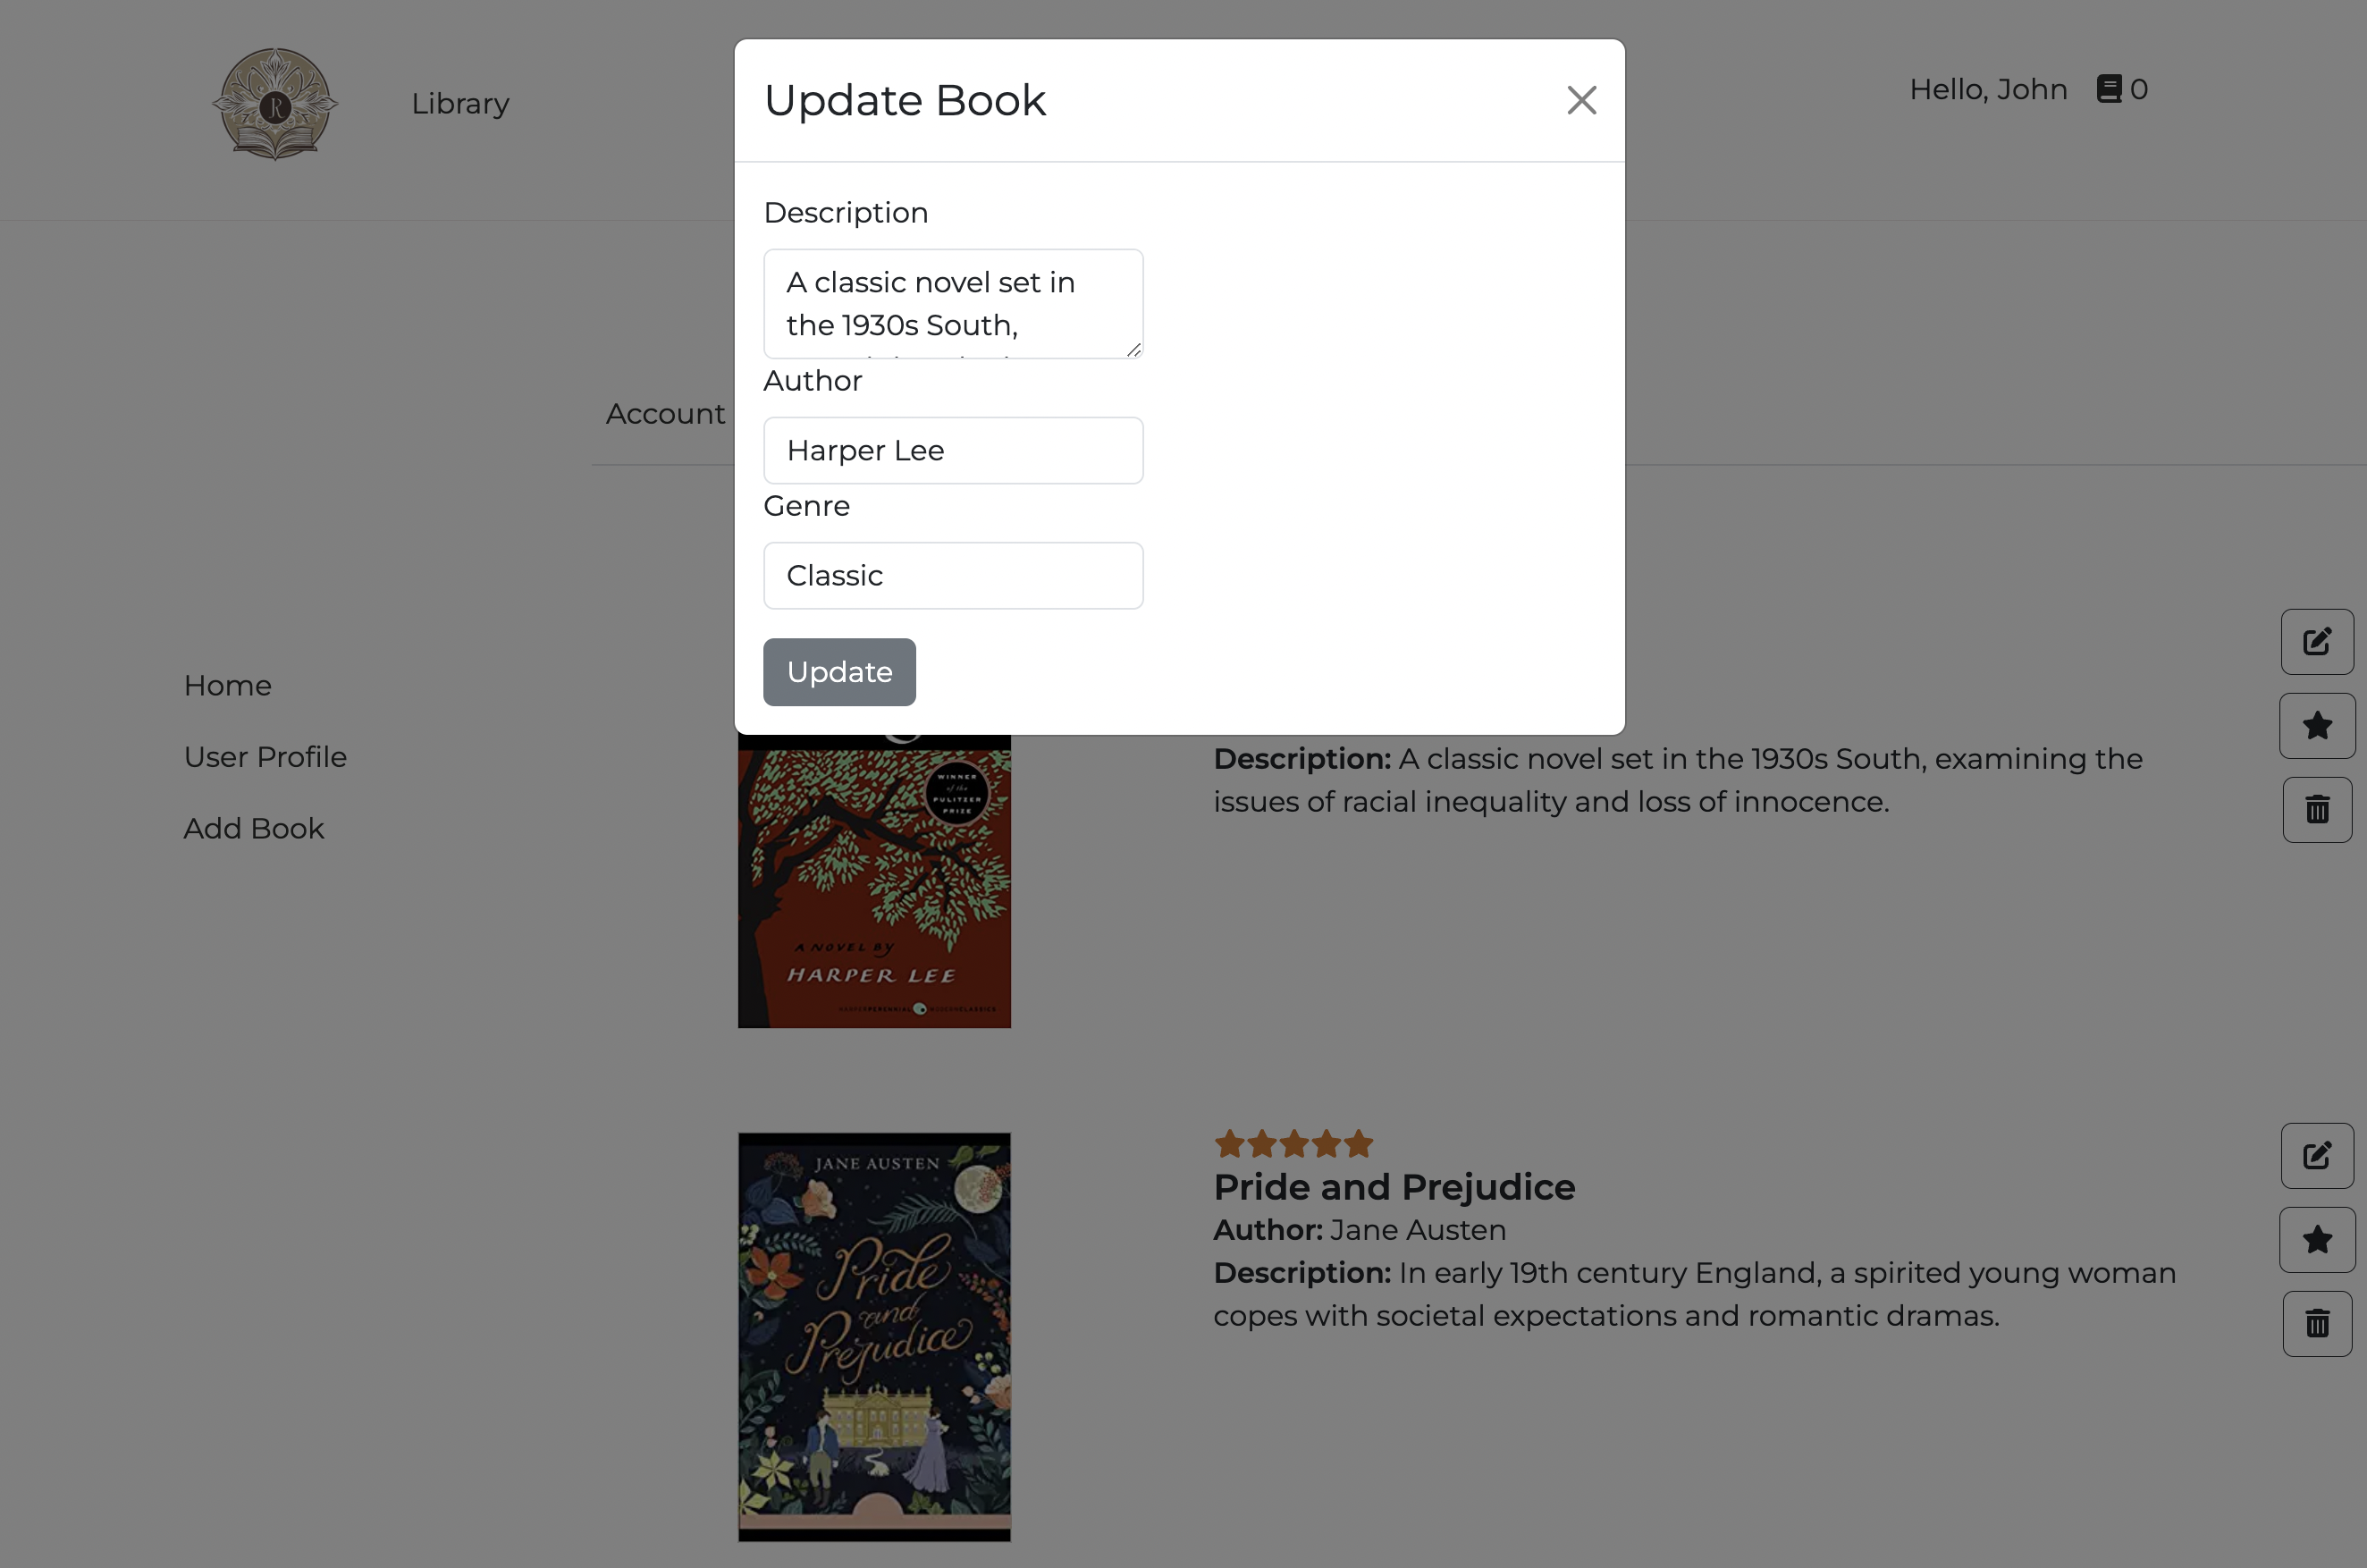 JR
Library
Hello, John
0
Update Book
Description
A classic novel set in
the 1930s South,
Author
Harper Lee
Genre
Classic
Update
Account
Home
User Profile
Add Book
WINNER
of the
PULITZER
PRIZE
A NOVEL BY
HARPER LEE
HARPERPERENNIAL MODERNCLASSICS
Description: A classic novel set in the 1930s South, examining the
issues of racial inequality and loss of innocence.
JANE AUSTEN
Pride
and
Prejudice
Pride and Prejudice
Author: Jane Austen
Description: In early 19th century England, a spirited young woman
copes with societal expectations and romantic dramas.